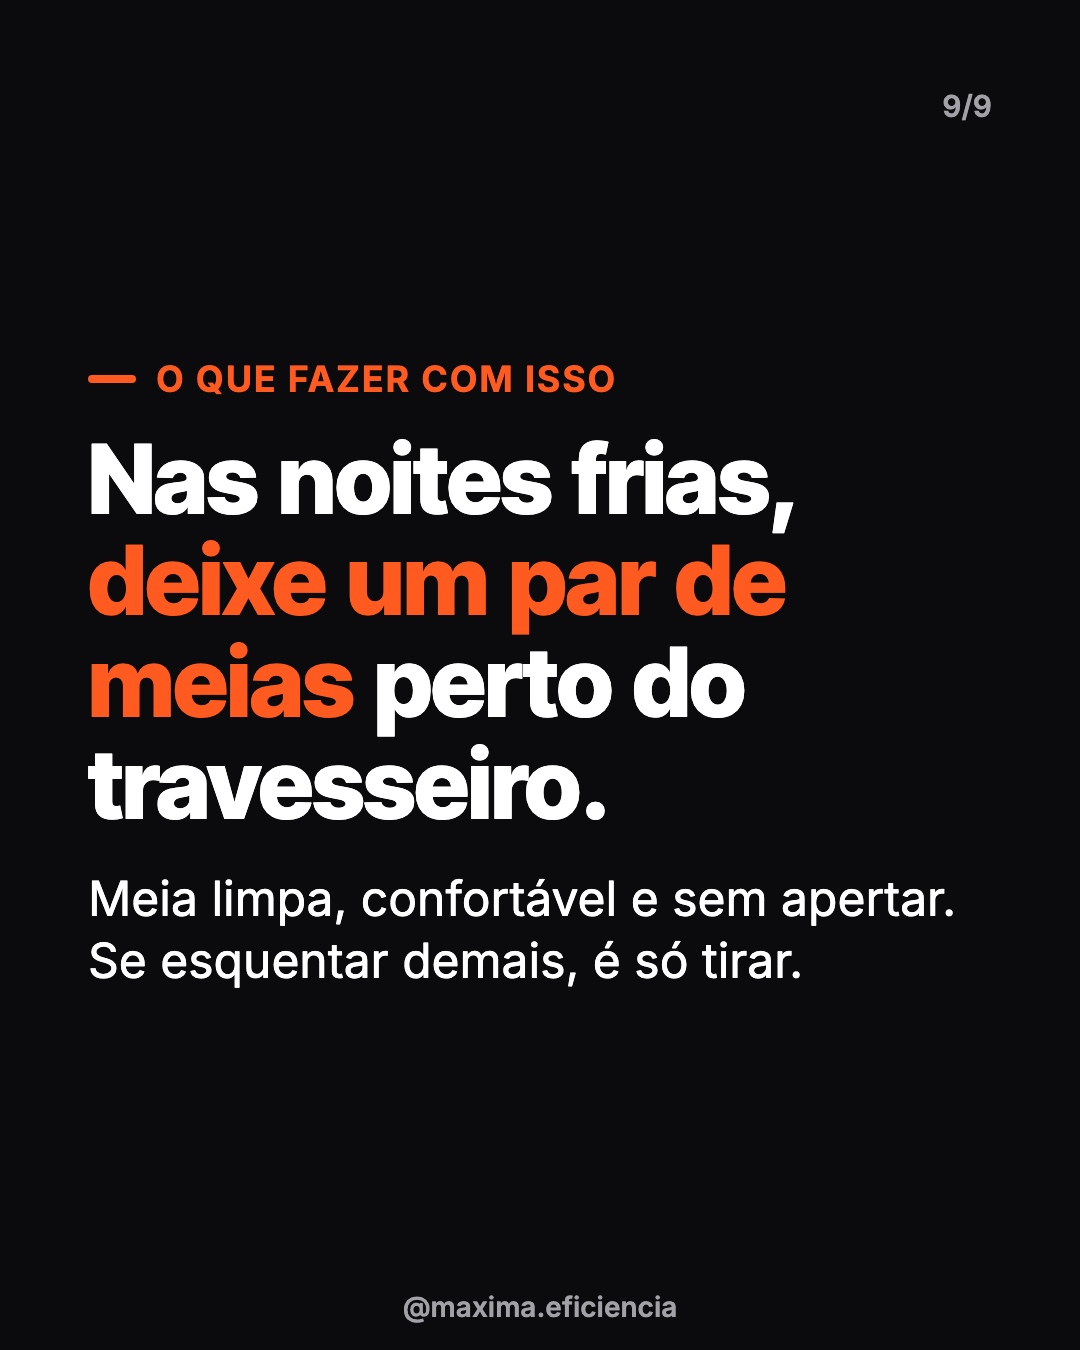 9/9
O QUE FAZER COM ISSO
Nas noites frias,
deixe um par de
meias perto do
travesseiro.
Meia limpa, confortável e sem apertar.
Se esquentar demais, é só tirar.
@maxima.eficiencia